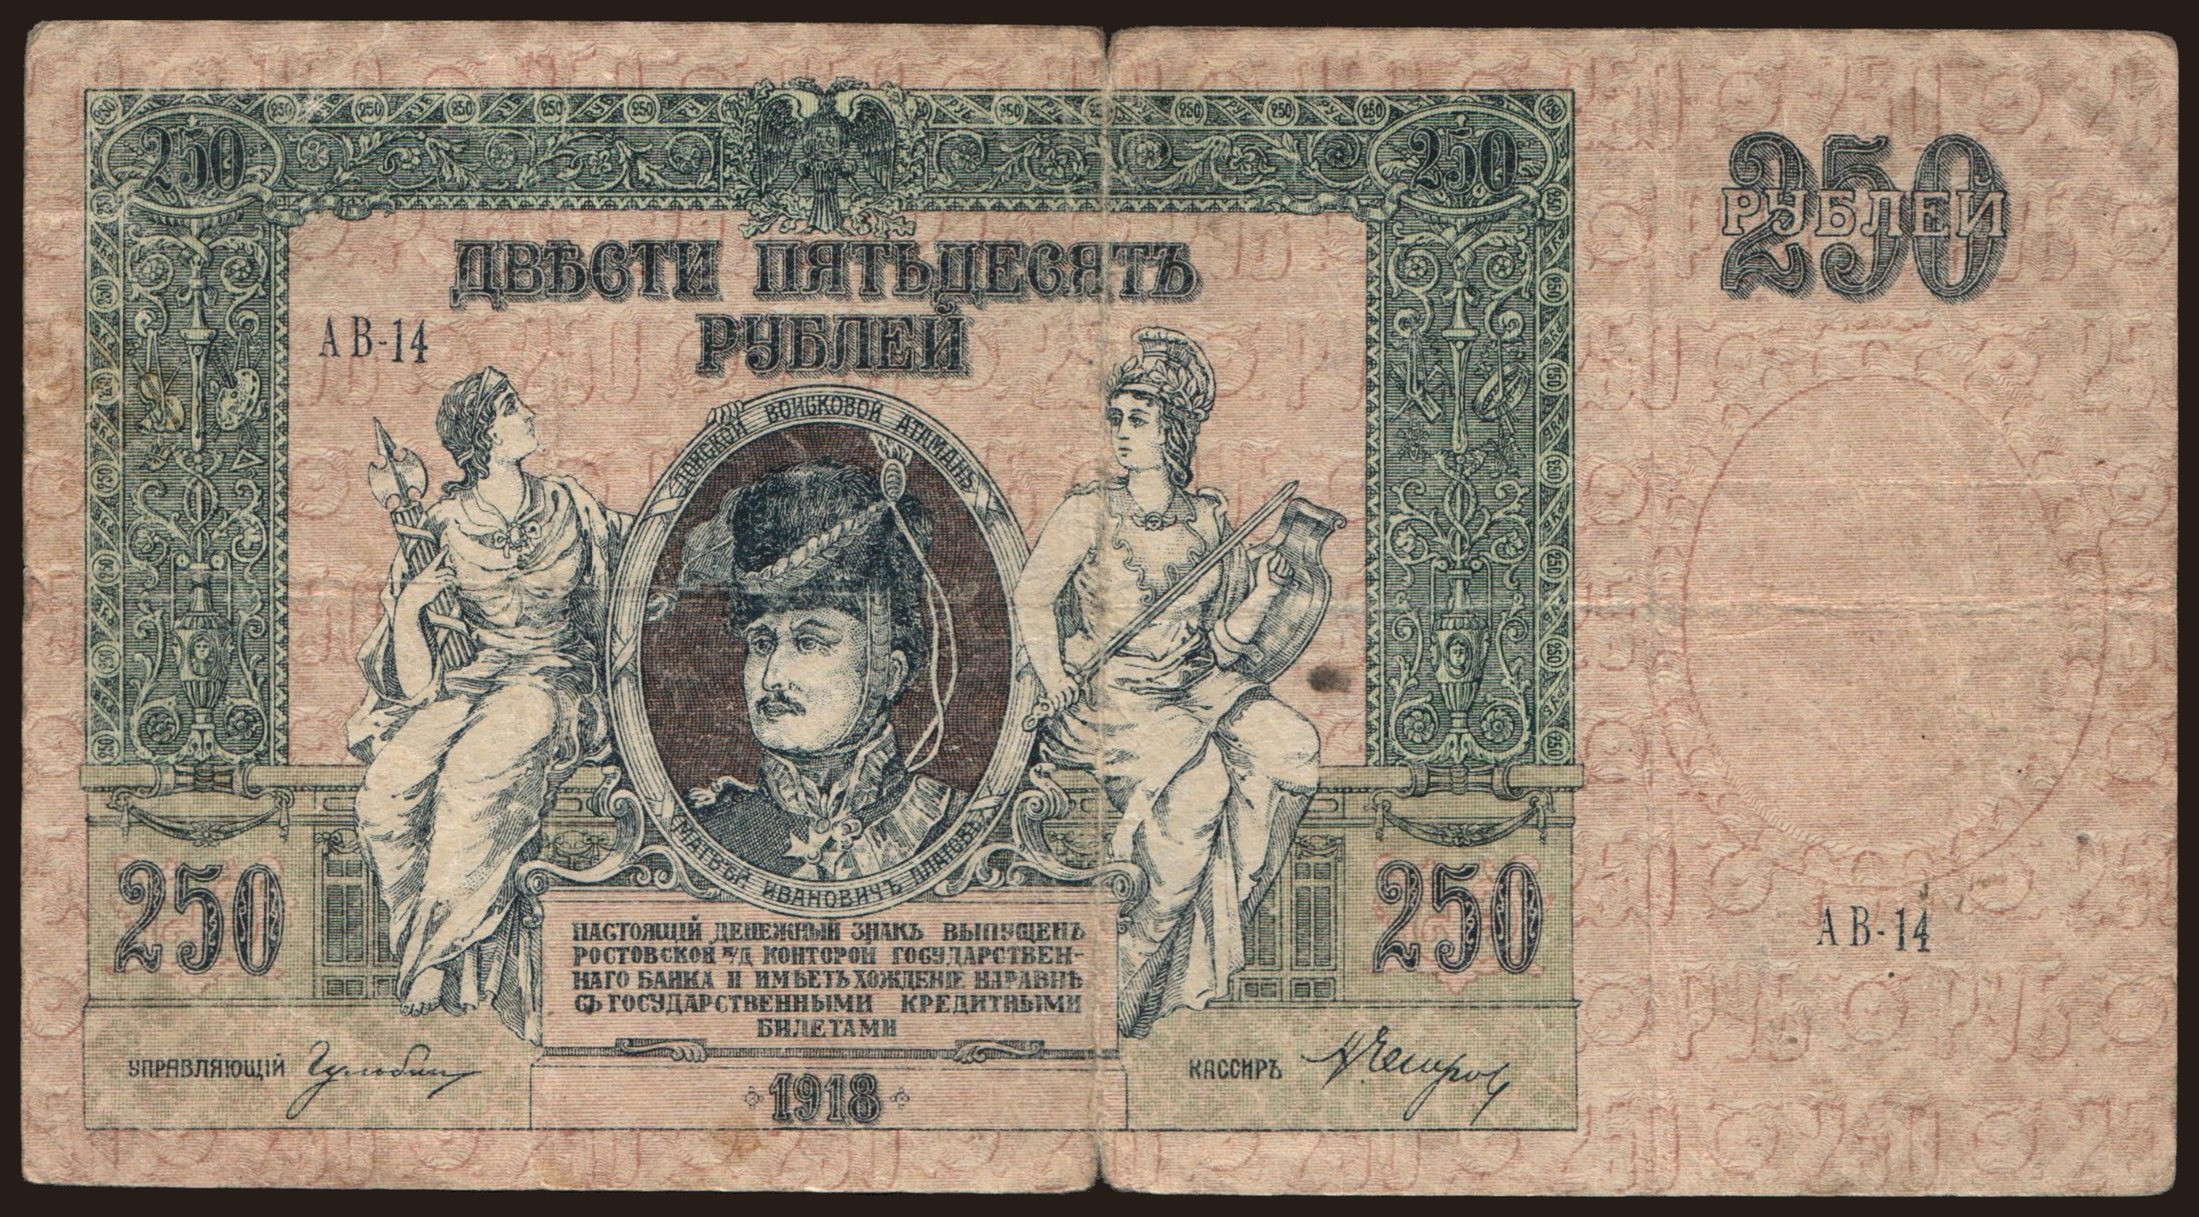 250
250
250
РУБЛЕЙ
ДВѢСТИ ПЯТЬДЕСЯТЪ
РУБЛЕЙ
АВ-14
ДОНСКОЙ ВОЙСКОВОЙ АТАМАНЪ
МАТВѢЙ ИВАНОВИЧЪ ПЛАТОВЪ
250
250
НАСТОЯЩІЙ ДЕНЕЖНЫЙ ЗНАКЪ ВЫПУЩЕНЪ
РОСТОВСКОЙ Н/Д КОНТОРОЙ ГОСУДАРСТВЕН-
НАГО БАНКА И ИМѢЕТЪ ХОЖДЕНІЕ НАРАВНѢ
СЪ ГОСУДАРСТВЕННЫМИ КРЕДИТНЫМИ
БИЛЕТАМИ
АВ-14
УПРАВЛЯЮЩІЙ
КАССИРЪ
1918